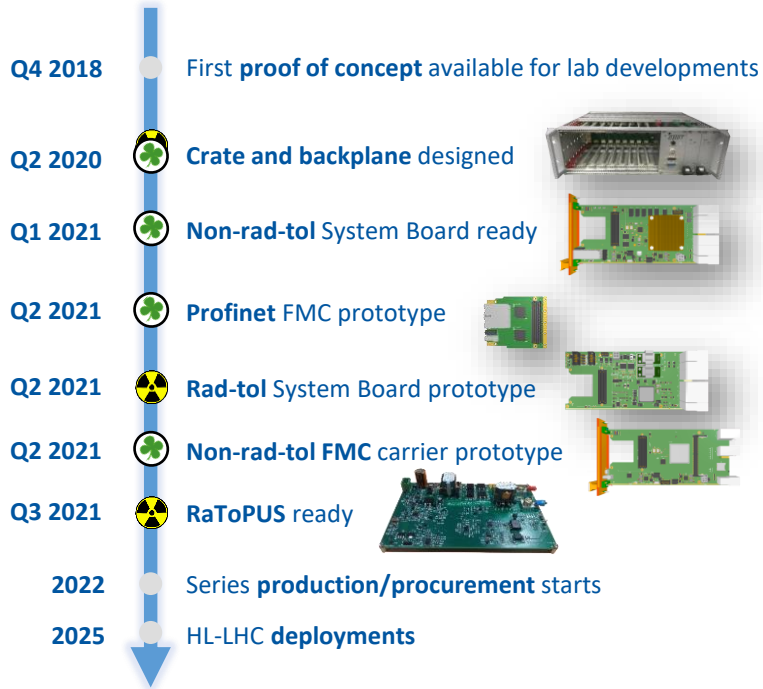 Q4 2018 First proof of concept available for lab developments
Q2 2020 Crate and backplane designed
Q1 2021 Non-rad-tol System Board ready
Q2 2021 Profinet FMC prototype
Q2 2021 Rad-tol System Board prototype
Q2 2021 Non-rad-tol FMC carrier prototype
Q3 2021 RaToPUS ready
2022 Series production/procurement starts
2025 HL-LHC deployments